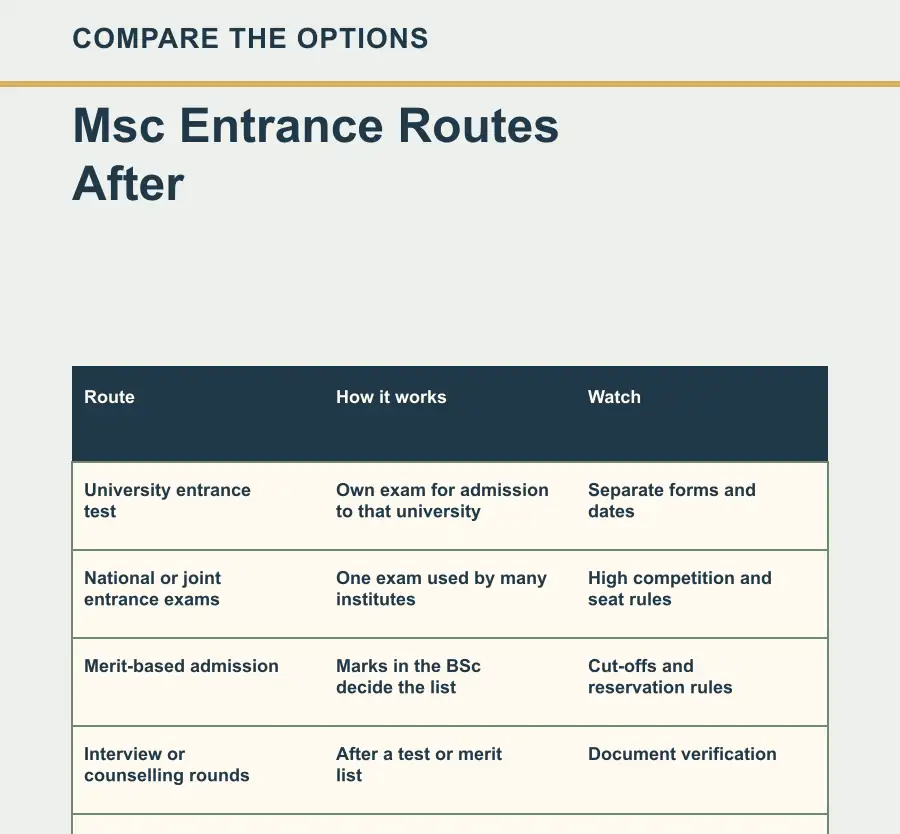 COMPARE THE OPTIONS
Msc Entrance Routes
After
Route How it works Watch
University entrance Own exam for admission Separate forms and
test to that university dates
National or joint One exam used by many High competition and
entrance exams institutes seat rules
Merit-based admission Marks in the BSc Cut-offs and
decide the list reservation rules
Interview or After a test or merit Document verification
counselling rounds list